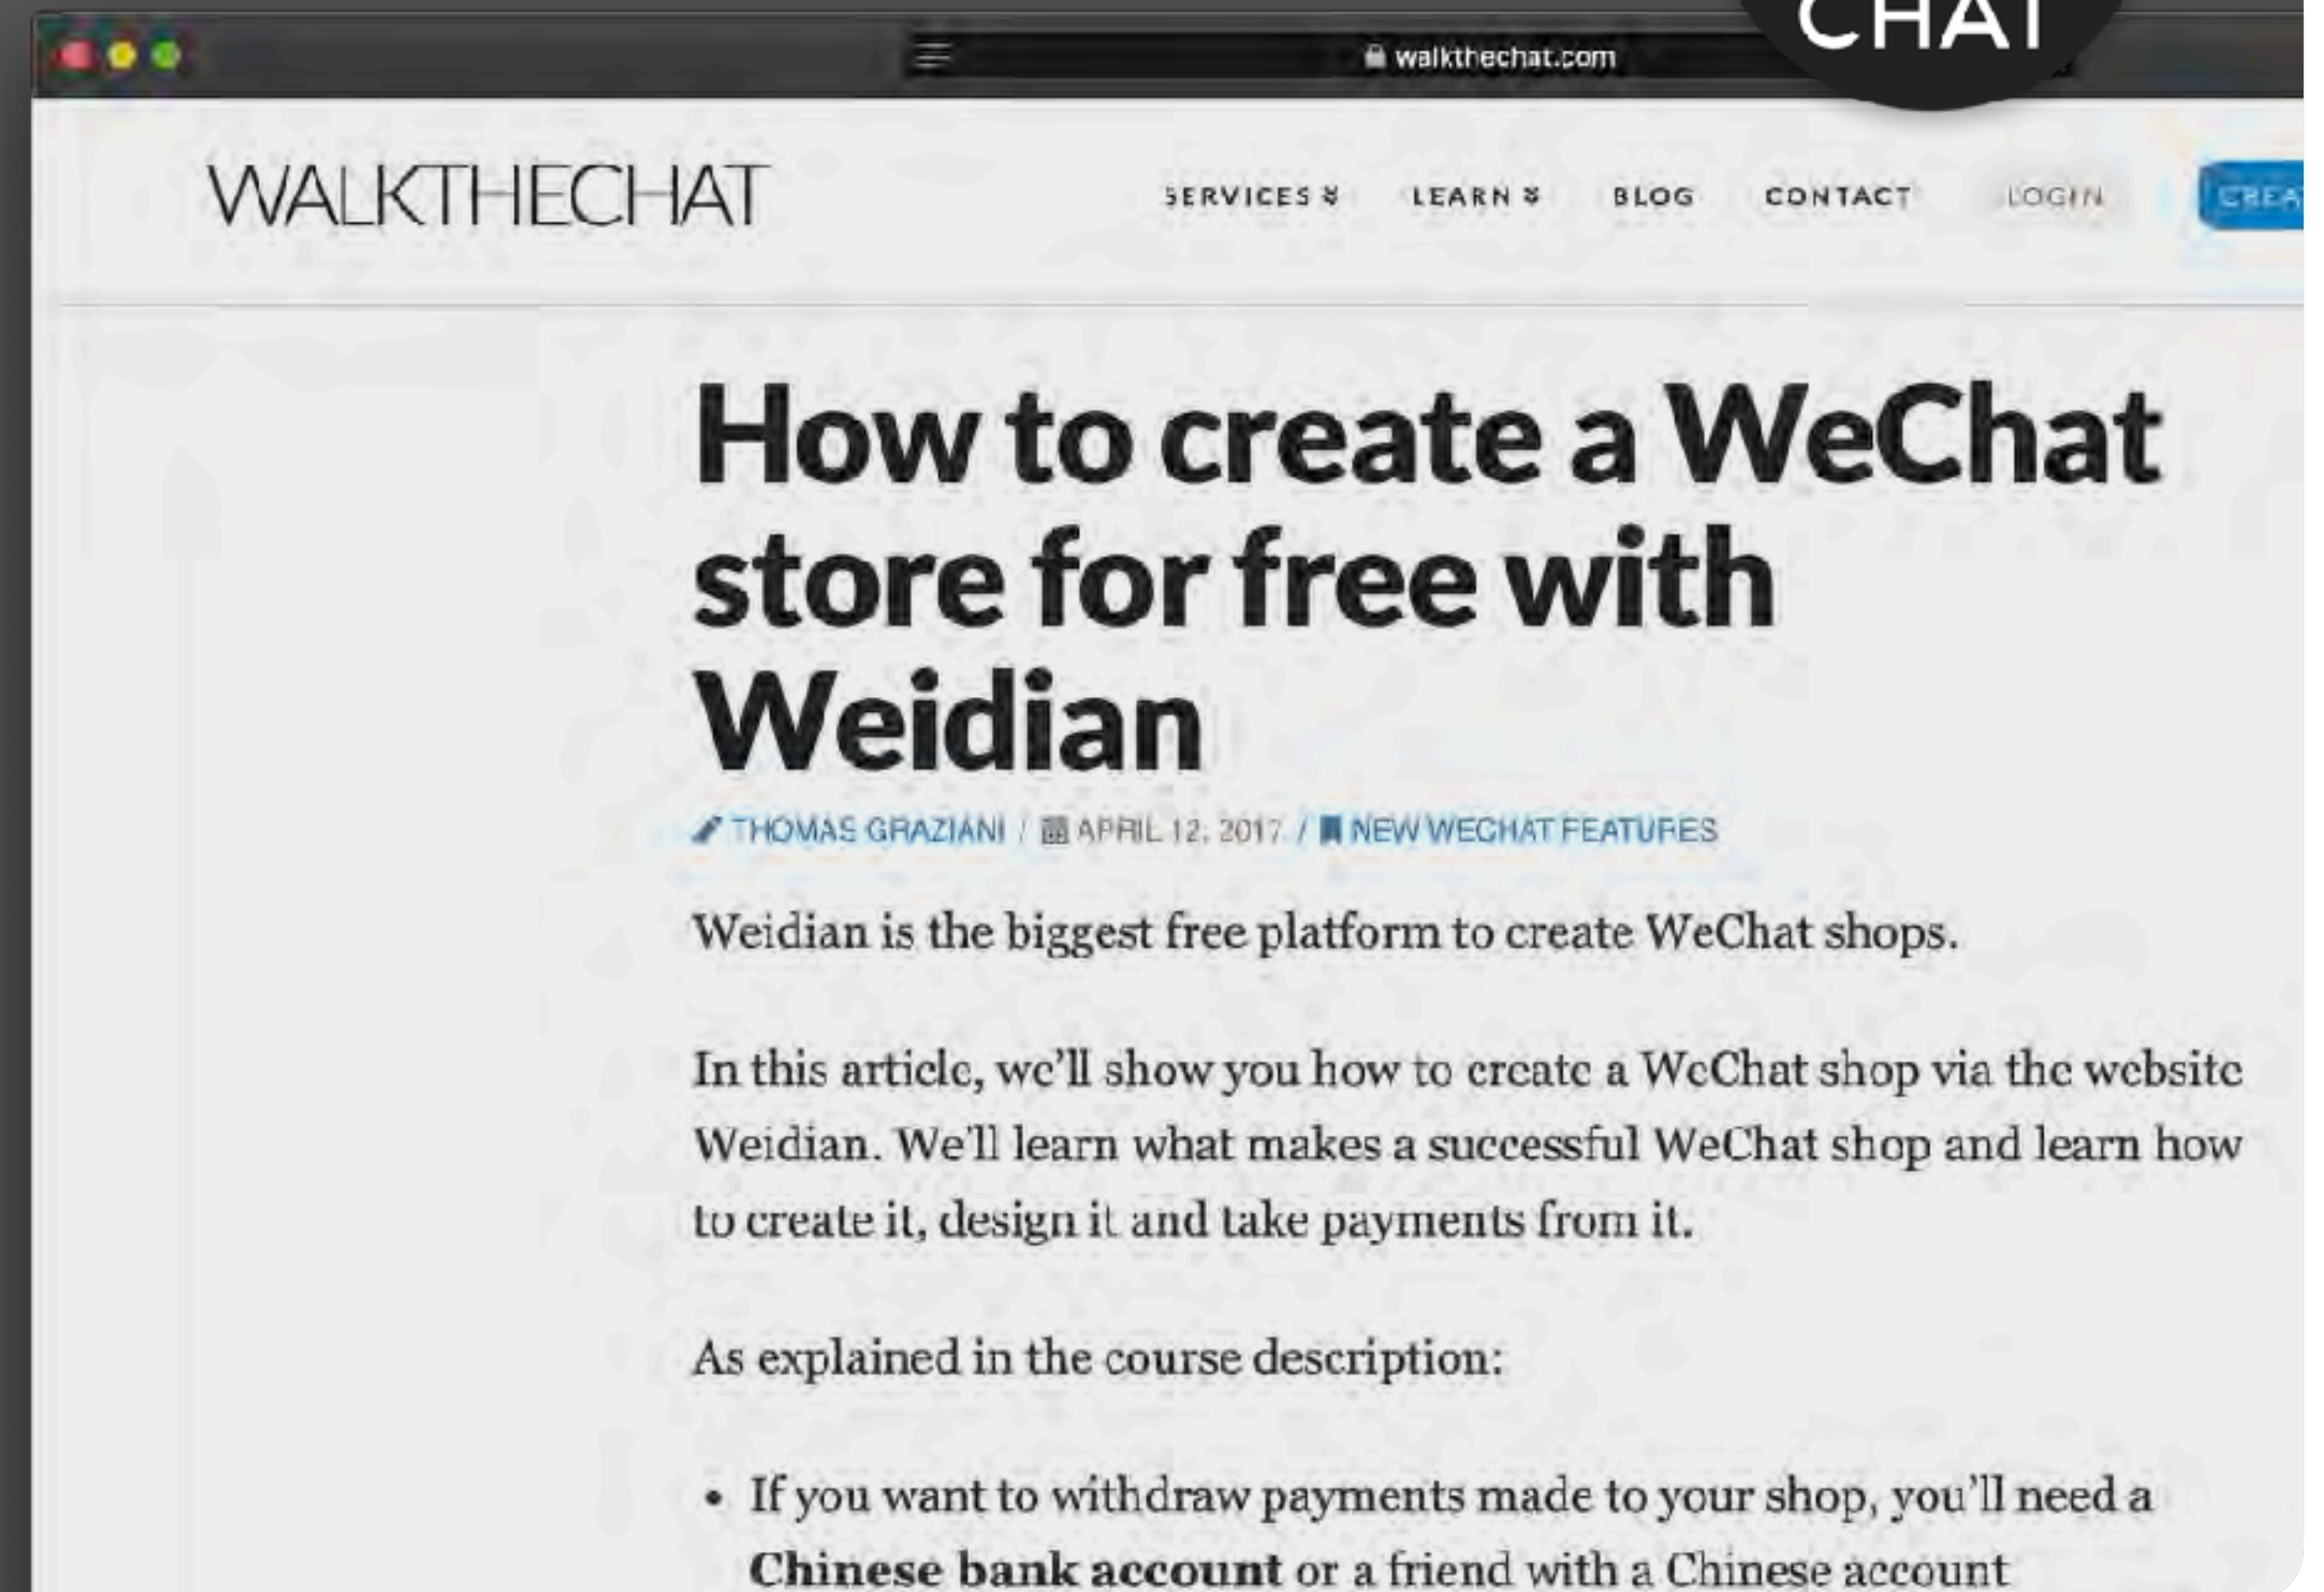 CHAT
walkthechat.com
WALKTHECHAT
SERVICES LEARN BLOG CONTACT LOGIN
How to create a WeChat
store for free with
Weidian
THOMAS GRAZIANI / APRIL 12, 2017 / NEW WECHAT FEATURES
Weidian is the biggest free platform to create WeChat shops.
In this article, we'll show you how to create a WeChat shop via the website
Weidian. We'll learn what makes a successful WeChat shop and learn how
to create it, design it and take payments from it.
As explained in the course description:
• If you want to withdraw payments made to your shop, you'll need a
Chinese bank account or a friend with a Chinese account